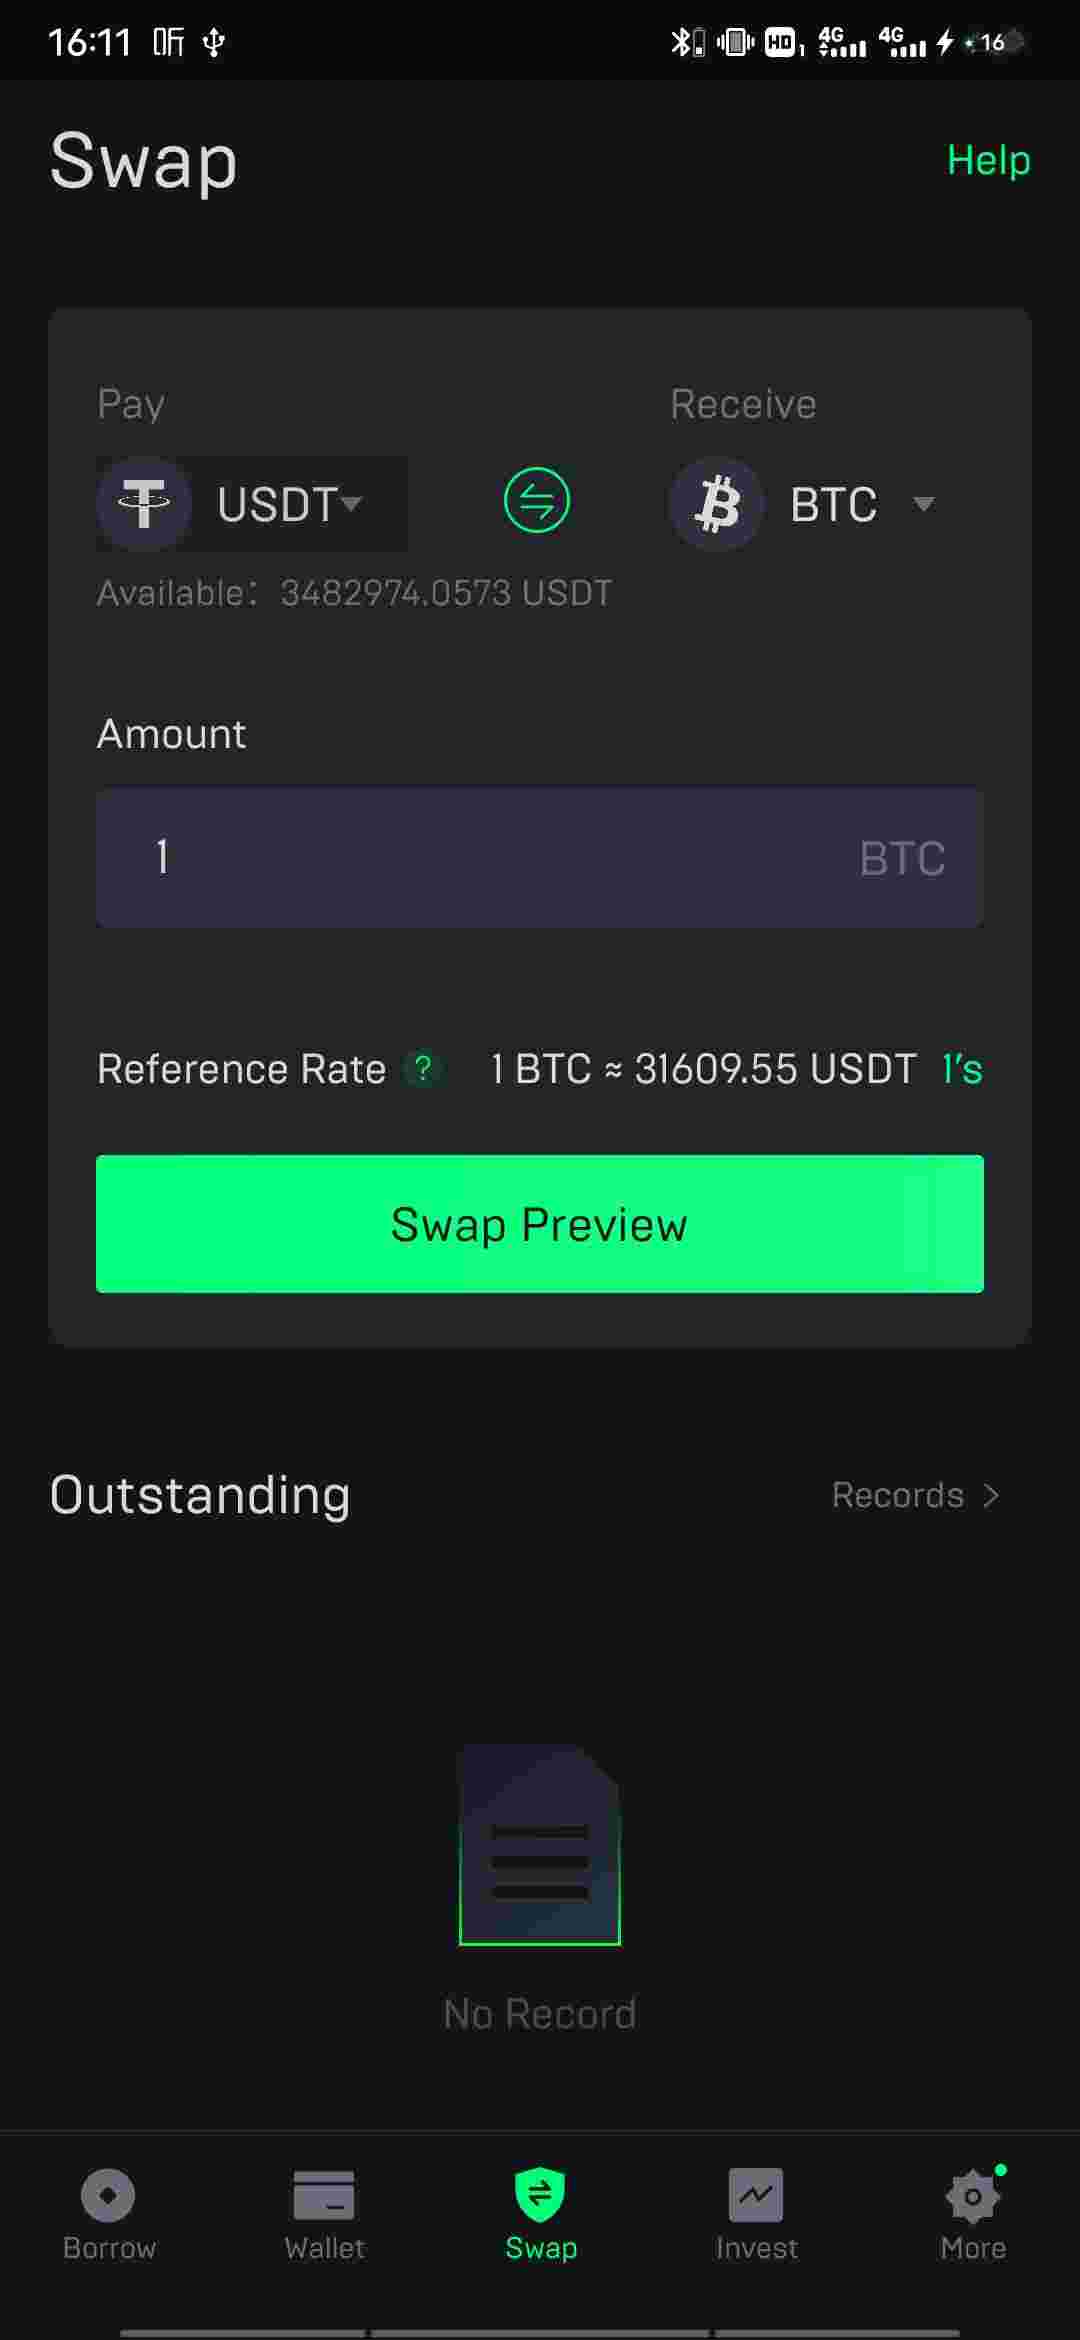 16:11 听
HD 1 4G 4G 16
Swap
Help
Pay
Receive
USDT
BTC
Available: 3482974.0573 USDT
Amount
1
BTC
Reference Rate ? 1 BTC ≈ 31609.55 USDT 1's
Swap Preview
Outstanding
Records >
No Record
Borrow
Wallet
Swap
Invest
More